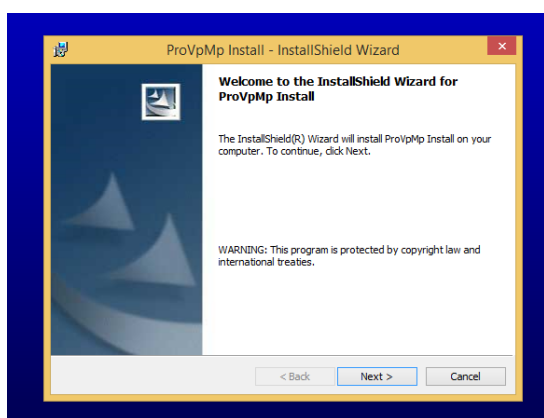 ProVpMp Install - InstallShield Wizard
Welcome to the InstallShield Wizard for
ProVpMp Install
The InstallShield(R) Wizard will install ProVpMp Install on your
computer. To continue, click Next.
WARNING: This program is protected by copyright law and
international treaties.
< Back Next > Cancel